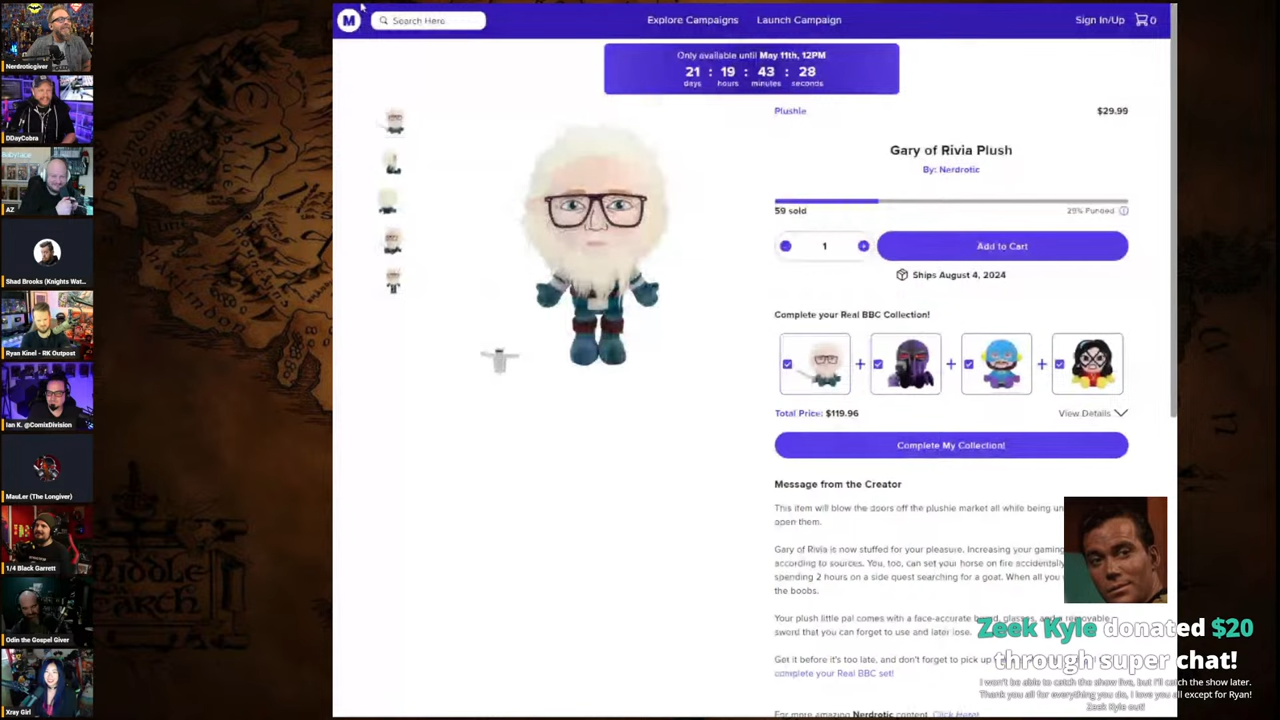 Nerdroticgiver
DDayCobra
AZ
Shad Brooks (Knights Wat...
Ryan Kinel - RK Outpost
Ian K. @ComixDivision
MauLer (The Longiver)
1/4 Black Garrett
Odin the Gospel Giver
Xray Girl
M
Search Here
Explore Campaigns
Launch Campaign
Sign In/Up
0
Only available until May 11th, 12PM
21 : 19 : 43 : 28
days hours minutes seconds
Plushie
$29.99
Gary of Rivia Plush
By: Nerdrotic
59 sold
29% Funded
1
Add to Cart
Ships August 4, 2024
Complete your Real BBC Collection!
Total Price: $119.96
View Details
Complete My Collection!
Message from the Creator
This item will blow the doors off the plushie market all while being un
open them.
Gary of Rivia is now stuffed for your pleasure. Increasing your gaming
according to sources. You, too, can set your horse on fire accidentally
spending 2 hours on a side quest searching for a goat. When all you
the boobs.
Your plush little pal comes with a face-accurate beard, glasses, and a removable
sword that you can forget to use and later lose.
Get it before it's too late, and don't forget to pick up
complete your Real BBC set!
For more amazing Nerdrotic content, Click Here!
Zeek Kyle donated $20
through super chat!
I won't be able to catch the show live, but I'll catch the show later.
Thank you all for everything you do, I love you all except for Ryan!
Zeek Kyle out!